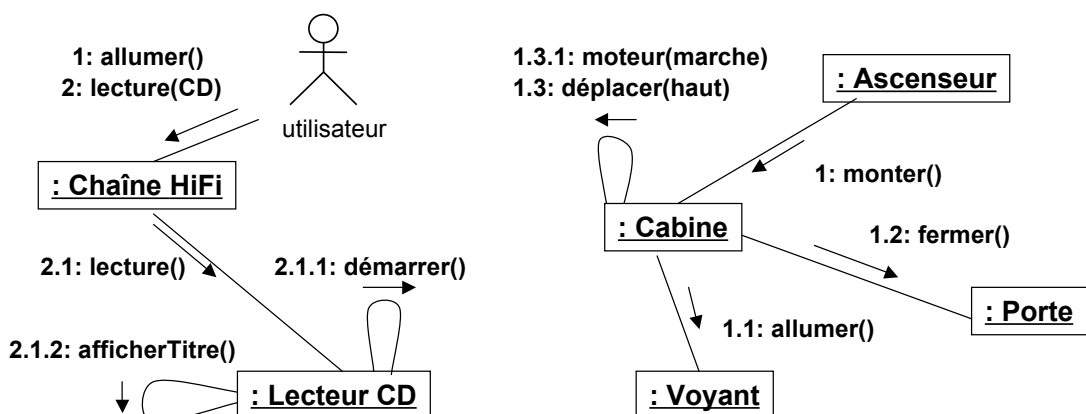 1: allumer()
2: lecture(CD)
utilisateur
: Chaîne HiFi
2.1: lecture()
2.1.1: démarrer()
2.1.2: afficherTitre()
: Lecteur CD
1.3.1: moteur(marche)
1.3: déplacer(haut)
: Ascenseur
1: monter()
: Cabine
1.2: fermer()
: Porte
1.1: allumer()
: Voyant